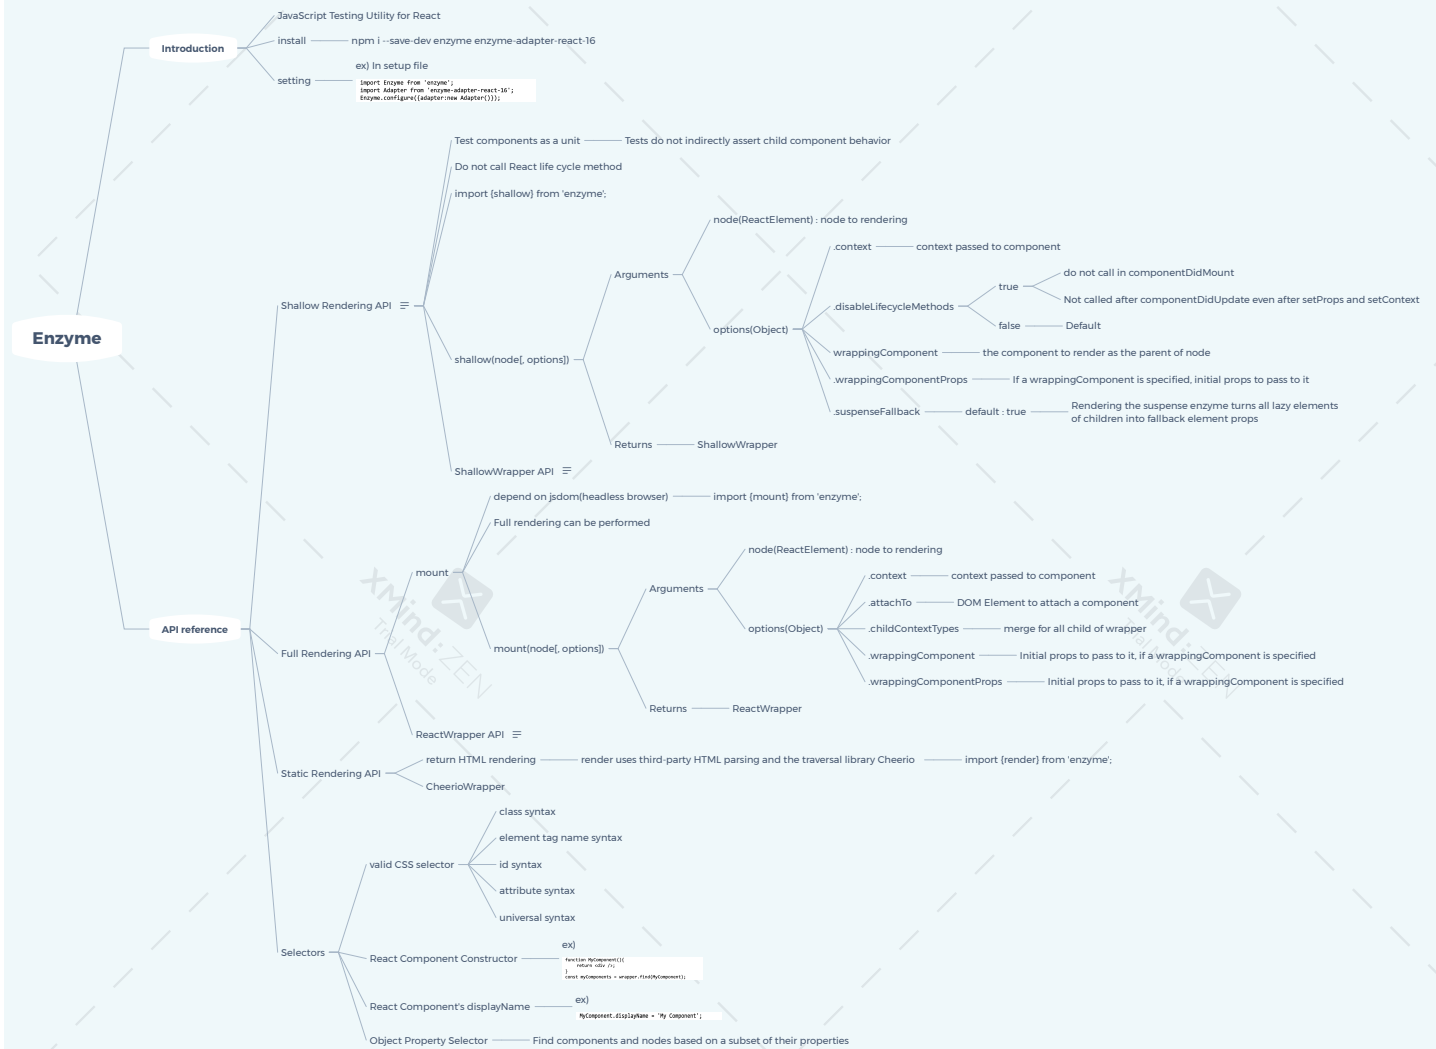 JavaScript Testing Utility for React
install
npm i --save-dev enzyme enzyme-adapter-react-16
Introduction
ex) In setup file
setting
import Enzyme from 'enzyme';
import Adapter from 'enzyme-adapter-react-16';
Enzyme.configure({adapter:new Adapter()});
Test components as a unit
Tests do not indirectly assert child component behavior
Do not call React life cycle method
import {shallow} from 'enzyme';
node(ReactElement) : node to rendering
.context
context passed to component
Arguments
do not call in componentDidMount
true
Not called after componentDidUpdate even after setProps and setContext
Shallow Rendering API
.disableLifecycleMethods
false
Default
options(Object)
Enzyme
shallow(node[, options])
wrappingComponent
the component to render as the parent of node
.wrappingComponentProps
If a wrappingComponent is specified, initial props to pass to it
.suspenseFallback
default : true
Rendering the suspense enzyme turns all lazy elements
of children into fallback element props
Returns
ShallowWrapper
ShallowWrapper API
depend on jsdom(headless browser)
import {mount} from 'enzyme';
Full rendering can be performed
node(ReactElement) : node to rendering
mount
.context
context passed to component
Arguments
.attachTo
DOM Element to attach a component
API reference
options(Object)
.childContextTypes
merge for all child of wrapper
mount(node[, options])
Full Rendering API
.wrappingComponent
Initial props to pass to it, if a wrappingComponent is specified
.wrappingComponentProps
Initial props to pass to it, if a wrappingComponent is specified
Returns
ReactWrapper
ReactWrapper API
return HTML rendering
render uses third-party HTML parsing and the traversal library Cheerio
import {render} from 'enzyme';
Static Rendering API
CheerioWrapper
class syntax
element tag name syntax
valid CSS selector
id syntax
attribute syntax
universal syntax
Selectors
ex)
React Component Constructor
function MyComponent(){
return <div />;
}
const myComponents = wrapper.find(MyComponent);
ex)
React Component's displayName
MyComponent.displayName = 'My Component';
Object Property Selector
Find components and nodes based on a subset of their properties
XMind:ZEN
Trial Mode
XMind:ZEN
Trial Mode